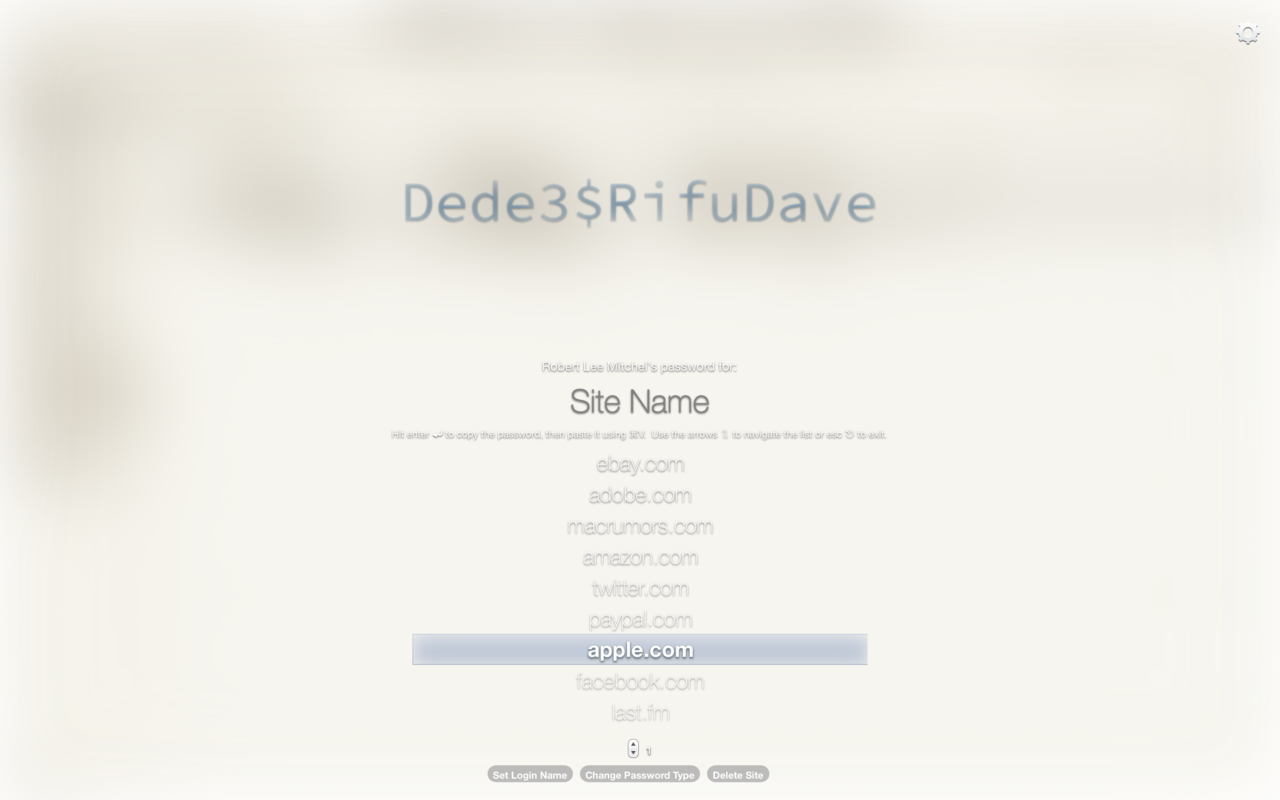 Dede3$RifuDave
Robert Lee Mitchel's password for:
Site Name
Hit enter ↩ to copy the password, then paste it using ⌘V. Use the arrows ⇅ to navigate the list or esc ⎋ to exit.
ebay.com
adobe.com
macrumors.com
amazon.com
twitter.com
paypal.com
apple.com
facebook.com
last.fm
1
Set Login Name Change Password Type Delete Site